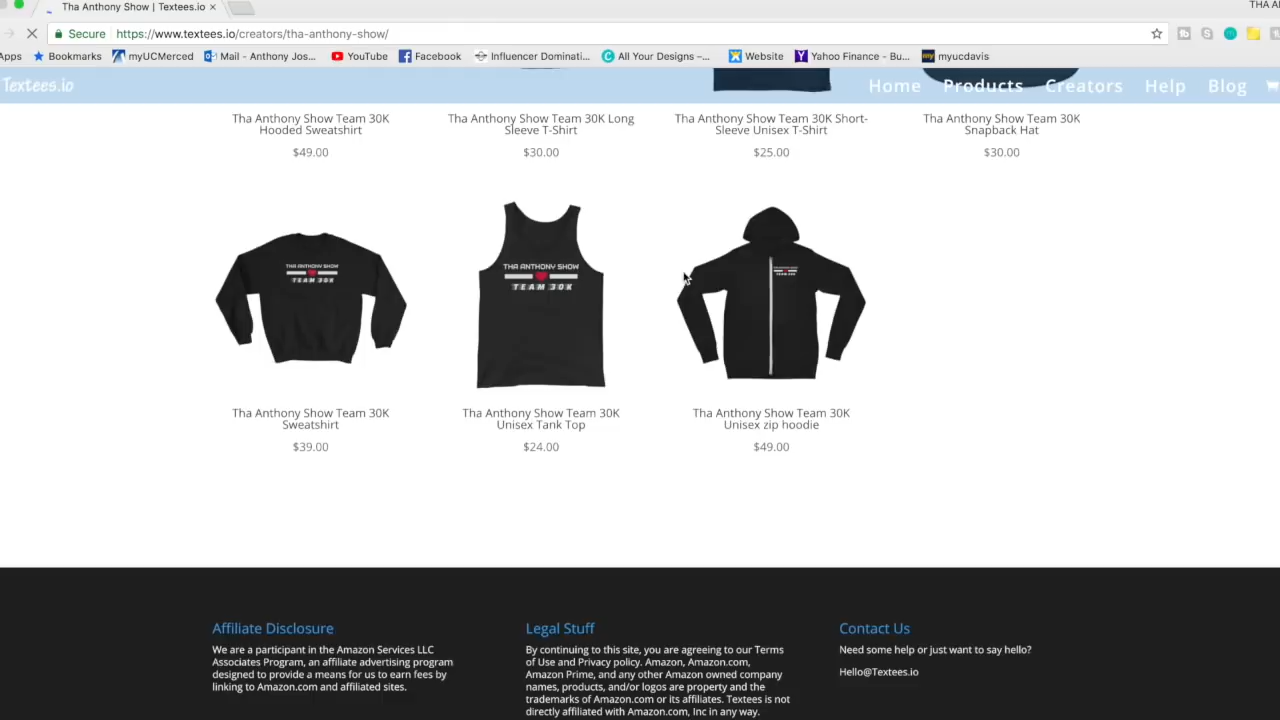 Tha Anthony Show | Textees.io ×
THA A
Secure https://www.textees.io/creators/tha-anthony-show/
Apps Bookmarks myUCMerced Mail - Anthony Jos... YouTube Facebook Influencer Dominati... All Your Designs –... Website Yahoo Finance - Bu... myucdavis
Textees.io Home Products Creators Help Blog
Tha Anthony Show Team 30K
Hooded Sweatshirt
$49.00
Tha Anthony Show Team 30K Long
Sleeve T-Shirt
$30.00
Tha Anthony Show Team 30K Short-
Sleeve Unisex T-Shirt
$25.00
Tha Anthony Show Team 30K
Snapback Hat
$30.00
THA ANTHONY SHOW
TEAM 30K
THA ANTHONY SHOW
TEAM 30K
THA ANTHONY SHOW
TEAM 30K
Tha Anthony Show Team 30K
Sweatshirt
$39.00
Tha Anthony Show Team 30K
Unisex Tank Top
$24.00
Tha Anthony Show Team 30K
Unisex zip hoodie
$49.00
Affiliate Disclosure
We are a participant in the Amazon Services LLC
Associates Program, an affiliate advertising program
designed to provide a means for us to earn fees by
linking to Amazon.com and affiliated sites.
Legal Stuff
By continuing to this site, you are agreeing to our Terms
of Use and Privacy policy. Amazon, Amazon.com,
Amazon Prime, and any other Amazon owned company
names, products, and/or logos are property and the
trademarks of Amazon.com or its affiliates. Textees is not
directly affiliated with Amazon.com, Inc in any way.
Contact Us
Need some help or just want to say hello?
Hello@Textees.io